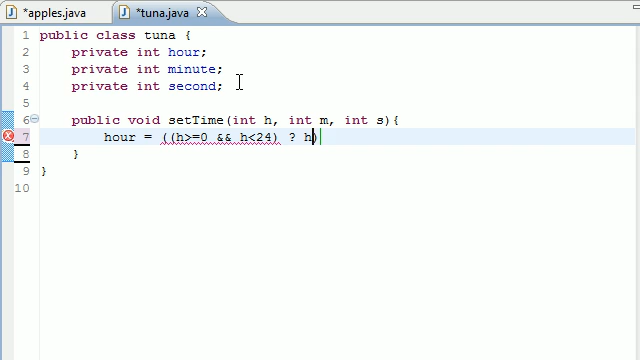 *apples.java *tuna.java
1 public class tuna {
2 private int hour;
3 private int minute;
4 private int second;
5
6 public void setTime(int h, int m, int s){
7 hour = ((h>=0 && h<24) ? h)
8 }
9 }
10